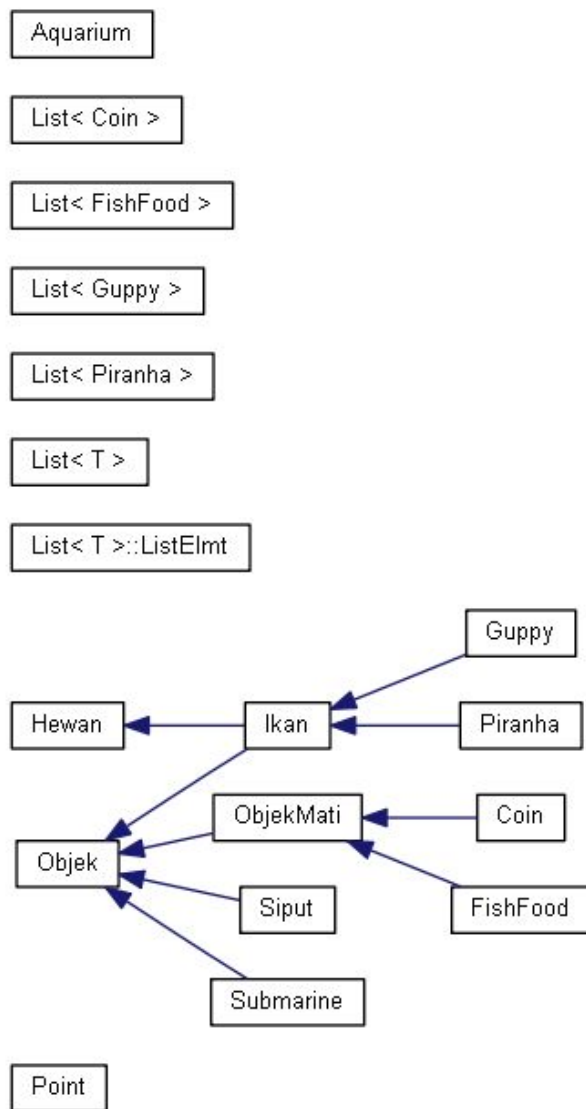 Aquarium
List< Coin >
List< FishFood >
List< Guppy >
List< Piranha >
List< T >
List< T >::ListElmt
Guppy
Hewan
Ikan
Piranha
ObjekMati
Coin
Objek
Siput
FishFood
Submarine
Point